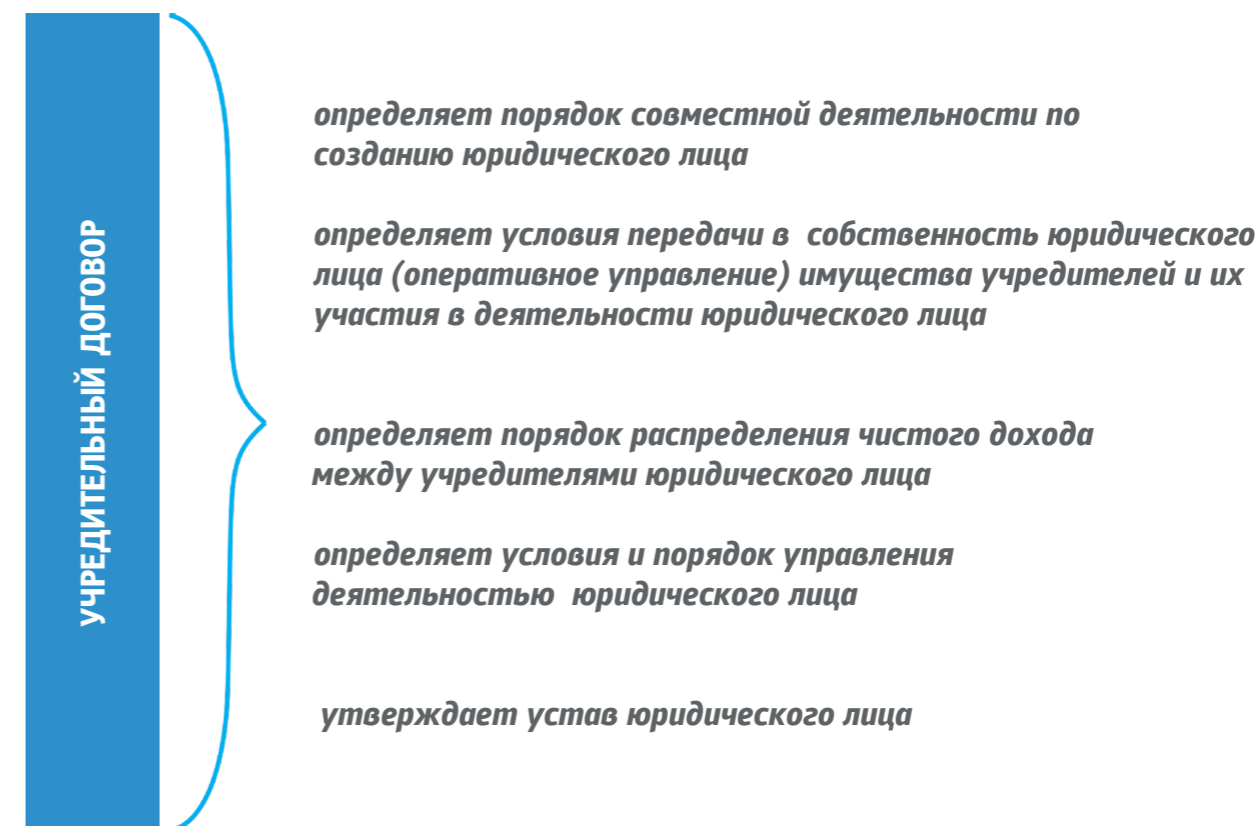 УЧРЕДИТЕЛЬНЫЙ ДОГОВОР
определяет порядок совместной деятельности по
созданию юридического лица
определяет условия передачи в собственность юридического
лица (оперативное управление) имущества учредителей и их
участия в деятельности юридического лица
определяет порядок распределения чистого дохода
между учредителями юридического лица
определяет условия и порядок управления
деятельностью юридического лица
утверждает устав юридического лица